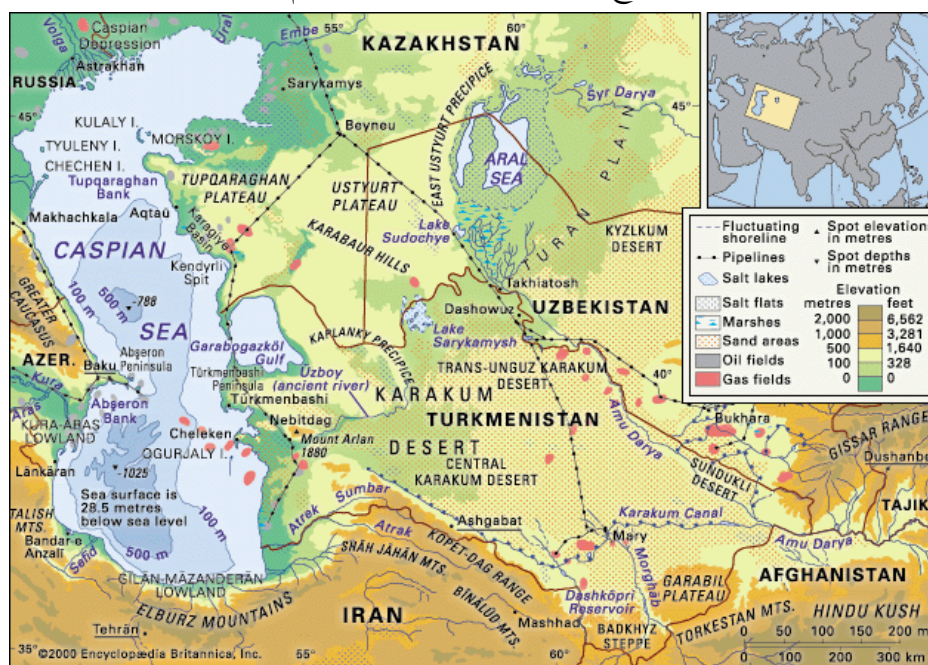 Volga
Caspian
Depression
Astrakhan
RUSSIA
Ural
Embe
55°
60°
KAZAKHSTAN
Sarykamys
45°
45°
Beyneu
EAST USTYURT PRECIPICE
Syr Darya
ARAL
SEA
TURAN PLAIN
KULALY I.
MORSKOY I.
TYULENY I.
CHECHEN I.
Tupqaraghan
Bank
TUPQARAGHAN
PLATEAU
USTYURT
PLATEAU
Makhachkala
Aqtaū
Karagiye
Basin
KARABAUR HILLS
Lake
Sudochye
KYZLKUM
DESERT
CASPIAN
SEA
Kendyrli
Spit
100 m
500 m
-788
GREATER
CAUCASUS
Takhiatosh
Dashowuz
UZBEKISTAN
AZER.
Baku
Abşeron
Peninsula
Garabogazköl
Gulf
KAPLANKY PRECIPICE
Lake
Sarykamysh
Kura
Aras
Abşeron
Bank
Türkmenbashi
Peninsula
Türkmenbashi
Üzboy
(ancient river)
TRANS-UNGUZ KARAKUM
DESERT
40°
KARAKUM
DESERT
TURKMENISTAN
KURA-ARAS
LOWLAND
Cheleken
Nebitdag
Mount Arlan
1880
OGURJALY I.
CENTRAL
KARAKUM DESERT
Amu Darya
Bukhara
GISSAR RANGE
Dushanbe
SUNDUKLI
DESERT
TAJIK
Länkäran
-1025
Sea surface is
28.5 metres
below sea level
100 m
500 m
TALISH
MTS.
Bandar-e
Anzalī
Sefid
Atrek
Sumbar
Ashgabat
Karakum Canal
Mary
Amu Darya
Atrak
KOPET-DAG RANGE
SHĀH JAHĀN MTS.
BĪNĀLŪD MTS.
Morghab
GARABIL
PLATEAU
AFGHANISTAN
GĪLĀN-MĀZANDERĀN
LOWLAND
ELBURZ MOUNTAINS
IRAN
Dashköpri
Reservoir
Mashhad
BADKHYZ
STEPPE
TORKESTAN MTS.
HINDU KUSH
Tehrān
35°
©2000 Encyclopædia Britannica, Inc.
55°
60°
0 50 100 150 200 mi
0 100 200 300 km
Fluctuating
shoreline
Pipelines
Salt lakes
Salt flats
Marshes
Sand areas
Oil fields
Gas fields
Spot elevations
in metres
Spot depths
in metres
Elevation
metres feet
2,000 6,562
1,000 3,281
500 1,640
100 328
0 0